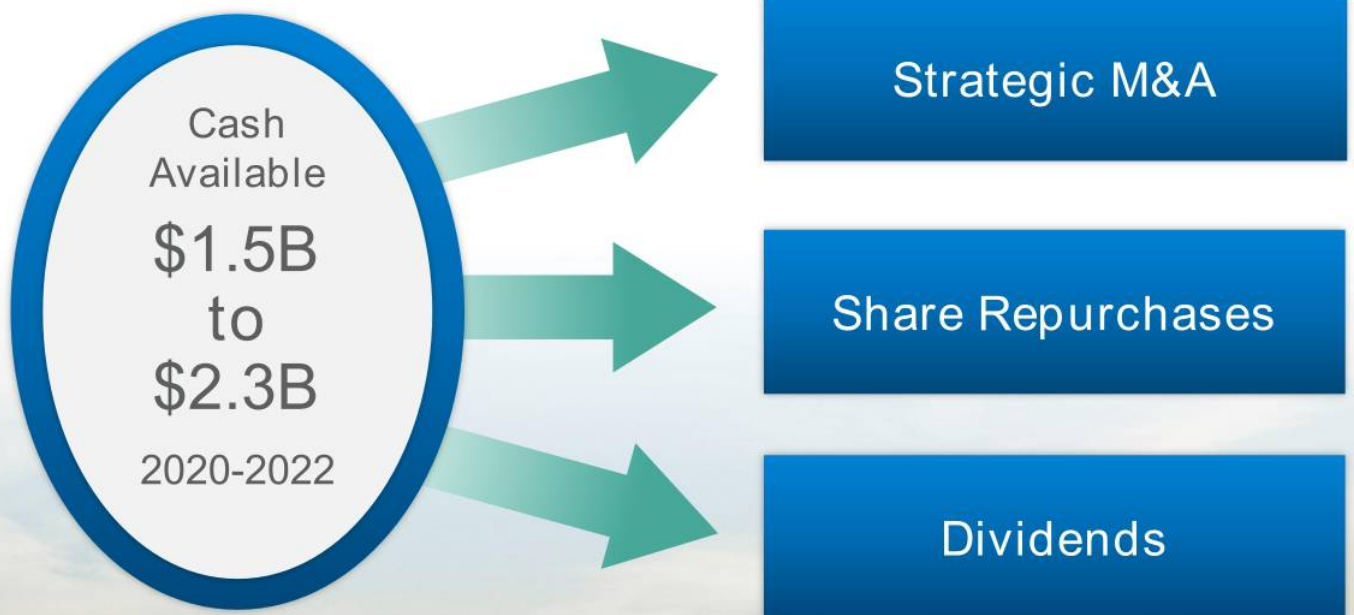 Cash
Available
$1.5B
to
$2.3B
2020-2022
Strategic M&A
Share Repurchases
Dividends